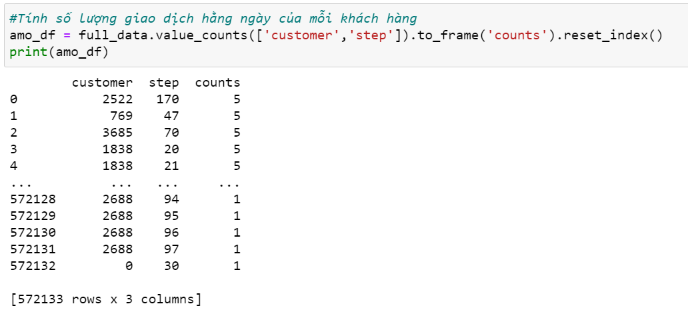 #Tính số lượng giao dịch hằng ngày của mỗi khách hàng
amo_df = full_data.value_counts(['customer','step']).to_frame('counts').reset_index()
print(amo_df)
        customer  step  counts
0           2522   170       5
1            769    47       5
2           3685    70       5
3           1838    20       5
4           1838    21       5
...          ...   ...     ...
572128      2688    94       1
572129      2688    95       1
572130      2688    96       1
572131      2688    97       1
572132         0    30       1
[572133 rows x 3 columns]